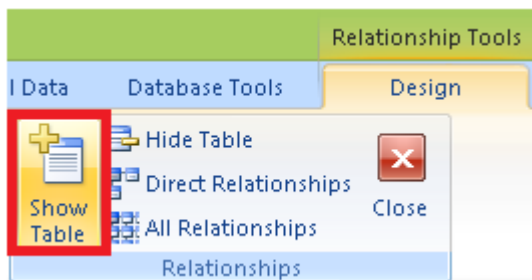 Relationship Tools
l Data Database Tools Design
Show Table
Hide Table
Direct Relationships
All Relationships
Close
Relationships